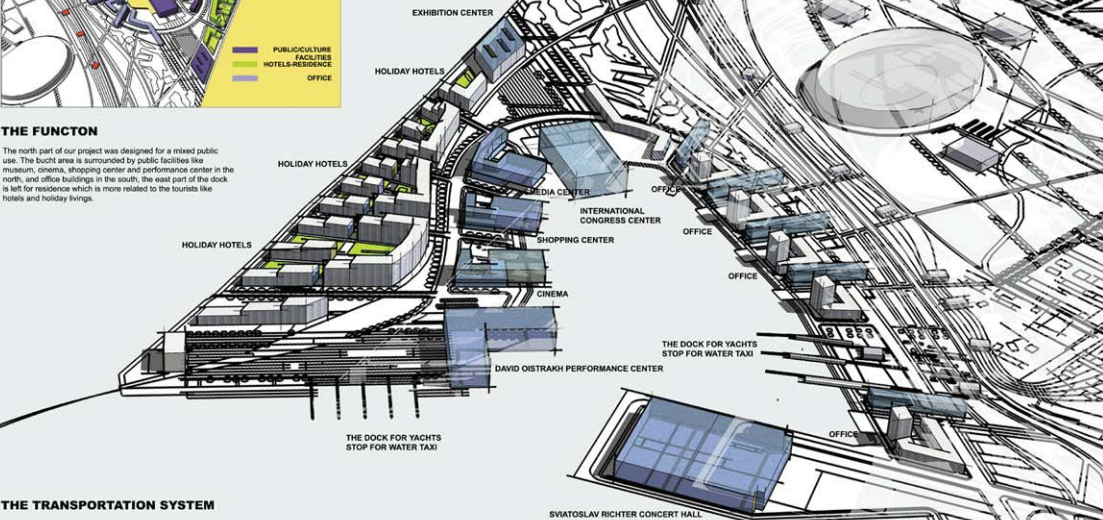 EXHIBITION CENTER
PUBLIC/CULTURE
FACILITIES
HOTELS-RESIDENCE
OFFICE
HOLIDAY HOTELS
THE FUNCTON
The north part of our project was designed for a mixed public
use. The bucht area is surrounded by public facilities like
museum, cinema, shopping center and performance center in the
north, and office buildings in the south, the east part of the dock
is left for residence which is more related to the tourists like
hotels and holiday livings.
HOLIDAY HOTELS
MEDIA CENTER
OFFICE
INTERNATIONAL
CONGRESS CENTER
OFFICE
SHOPPING CENTER
HOLIDAY HOTELS
OFFICE
CINEMA
THE DOCK FOR YACHTS
STOP FOR WATER TAXI
DAVID OISTRAKH PERFORMANCE CENTER
OFFICE
THE DOCK FOR YACHTS
STOP FOR WATER TAXI
THE TRANSPORTATION SYSTEM
SVIATOSLAV RICHTER CONCERT HALL